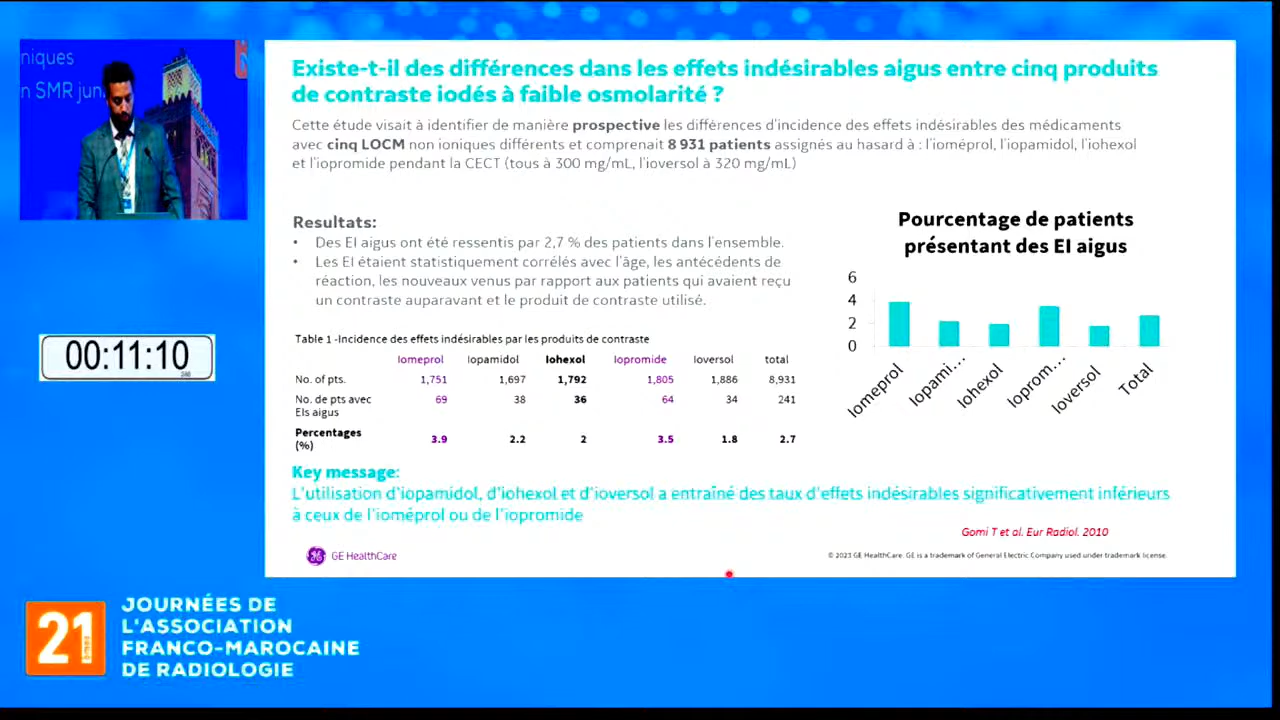 niques
n SMR jun
Existe-t-il des différences dans les effets indésirables aigus entre cinq produits
de contraste iodés à faible osmolarité ?
Cette étude visait à identifier de manière prospective les différences d'incidence des effets indésirables des médicaments
avec cinq LOCM non ioniques différents et comprenait 8 931 patients assignés au hasard à : l'ioméprol, l'iopamidol, l'iohexol
et l'iopromide pendant la CECT (tous à 300 mg/mL, l'ioversol à 320 mg/mL)
Resultats:
• Des EI aigus ont été ressentis par 2,7 % des patients dans l'ensemble.
• Les EI étaient statistiquement corrélés avec l'âge, les antécédents de
réaction, les nouveaux venus par rapport aux patients qui avaient reçu
un contraste auparavant et le produit de contraste utilisé.
Table 1 -Incidence des effets indésirables par les produits de contraste
Iomeprol Iopamidol Iohexol Iopromide Ioversol total
No. of pts. 1,751 1,697 1,792 1,805 1,886 8,931
No. de pts avec 69 38 36 64 34 241
EIs aigus
Percentages 3.9 2.2 2 3.5 1.8 2.7
(%)
Pourcentage de patients
présentant des EI aigus
6
4
2
0
Iomeprol Iopami... Iohexol Ioprom... Ioversol Total
Key message:
L'utilisation d'iopamidol, d'iohexol et d'ioversol a entraîné des taux d'effets indésirables significativement inférieurs
à ceux de l'ioméprol ou de l'iopromide
Gomi T et al. Eur Radiol. 2010
GE HealthCare
© 2023 GE HealthCare. GE is a trademark of General Electric Company used under trademark license.
00:11:10
21 èmes
JOURNÉES DE
L'ASSOCIATION
FRANCO-MAROCAINE
DE RADIOLOGIE